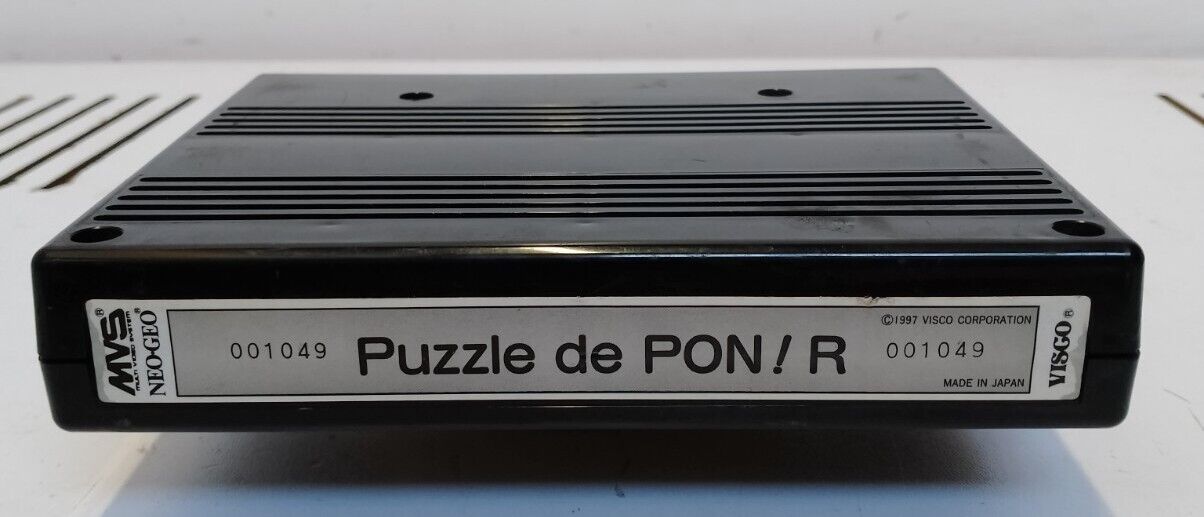 MVS®
MULTI VIDEO SYSTEM
NEO·GEO®
001049
Puzzle de PON! R
©1997 VISCO CORPORATION
001049
MADE IN JAPAN
VISCO®